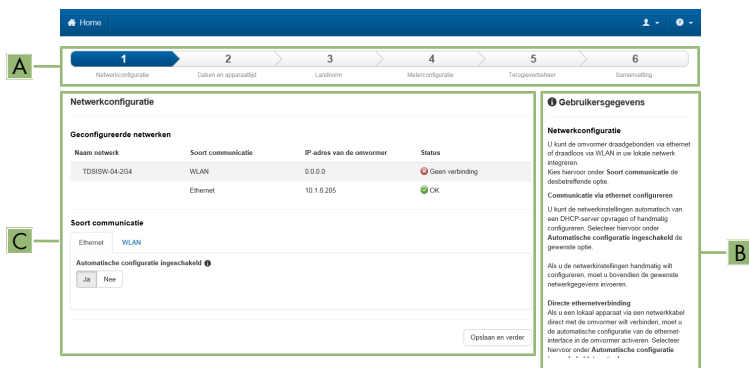 Home
A
1 2 3 4 5 6
Netwerkconfiguratie Datum en apparaattijd Landnorm Meterconfiguratie Terugleverbeheer Samenvatting
Netwerkconfiguratie
Geconfigureerde netwerken
Naam netwerk Soort communicatie IP-adres van de omvormer Status
TDSISW-04-2G4 WLAN 0.0.0.0 Geen verbinding
Ethernet 10.1.8.205 OK
C
Soort communicatie
Ethernet WLAN
Automatische configuratie ingeschakeld
Ja Nee
Opslaan en verder
Gebruikersgegevens
Netwerkconfiguratie
U kunt de omvormer draadgebonden via ethernet
of draadloos via WLAN in uw lokale netwerk
integreren.
Kies hiervoor onder Soort communicatie de
desbetreffende optie.
Communicatie via ethernet configureren
U kunt de netwerkinstellingen automatisch van
een DHCP-server opvragen of handmatig
configureren. Selecteer hiervoor onder
Automatische configuratie ingeschakeld de
gewenste optie.
B
Als u de netwerkinstellingen handmatig wilt
configureren, moet u bovendien de gewenste
netwerkgegevens invoeren.
Directe ethernetverbinding
Als u een lokaal apparaat via een netwerkkabel
direct met de omvormer wilt verbinden, moet u
de automatische configuratie van de ethernet-
interface in de omvormer activeren. Selecteer
hiervoor onder Automatische configuratie